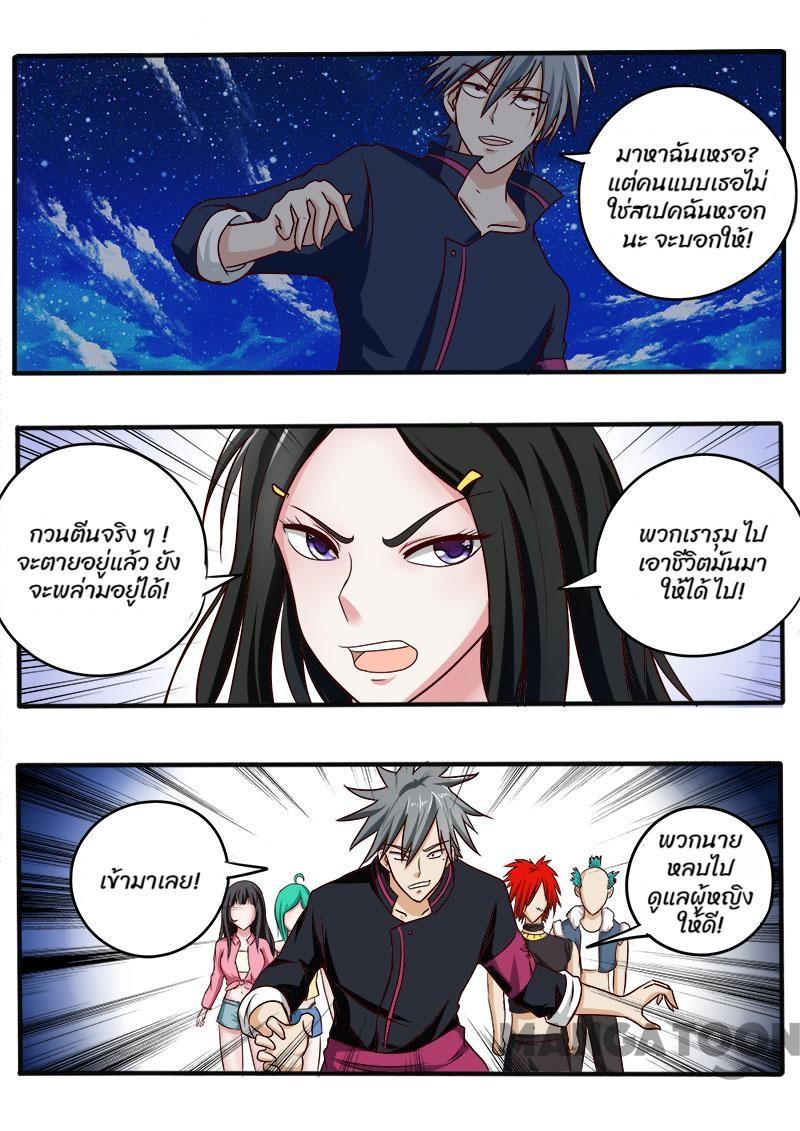 มาหาฉันเหรอ?
แต่คนแบบเธอไม่
ใช่สเปคฉันหรอก
นะ จะบอกให้!
กวนตีนจริง ๆ !
จะตายอยู่แล้ว ยัง
จะพล่ามอยู่ได้!
พวกเรารุม ไป
เอาชีวิตมันมา
ให้ได้ ไป!
เข้ามาเลย!
พวกนาย
หลบไป
ดูแลผู้หญิง
ให้ดี!
MANGATOON